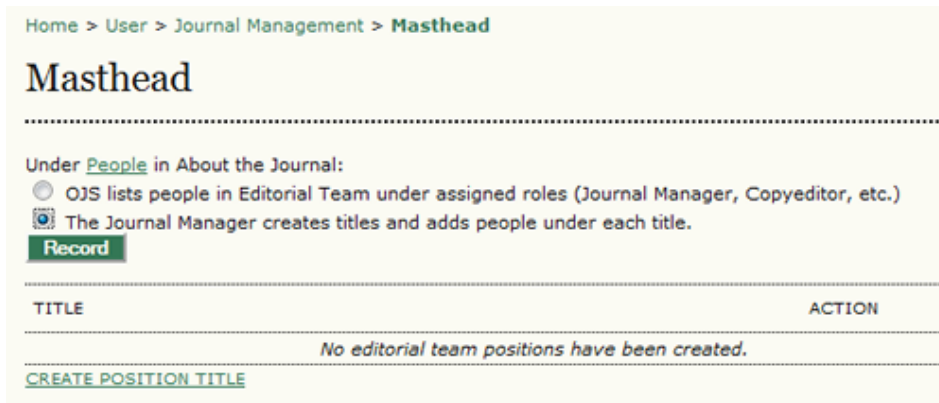 Home > User > Journal Management > Masthead
Masthead
Under People in About the Journal:
OJS lists people in Editorial Team under assigned roles (Journal Manager, Copyeditor, etc.)
The Journal Manager creates titles and adds people under each title.
Record
TITLE ACTION
No editorial team positions have been created.
CREATE POSITION TITLE